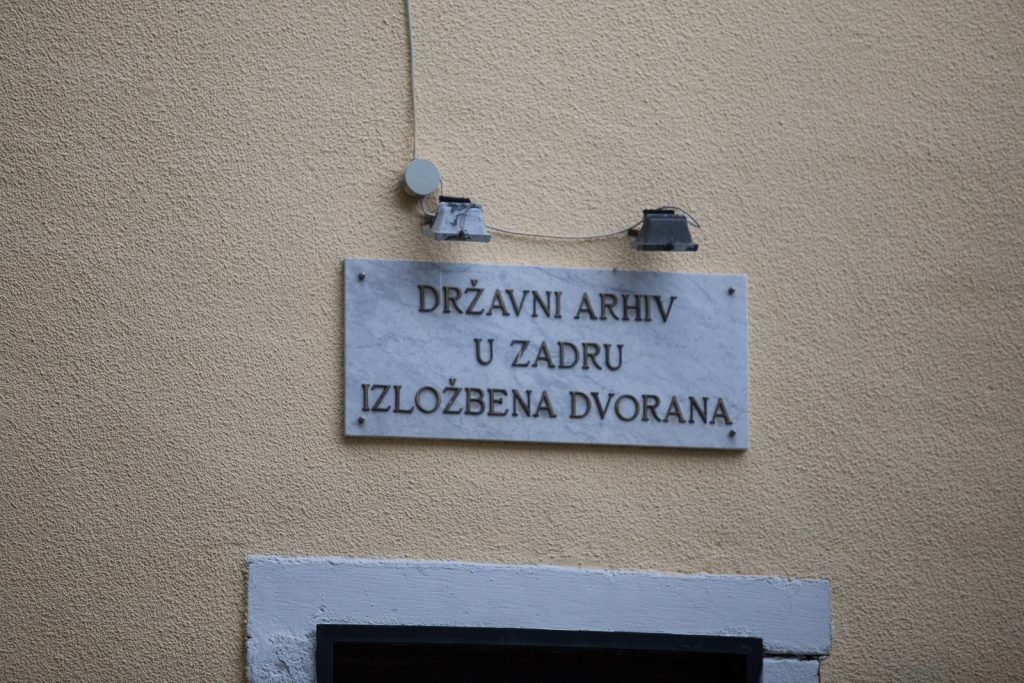 DRŽAVNI ARHIV
U ZADRU
IZLOŽBENA DVORANA